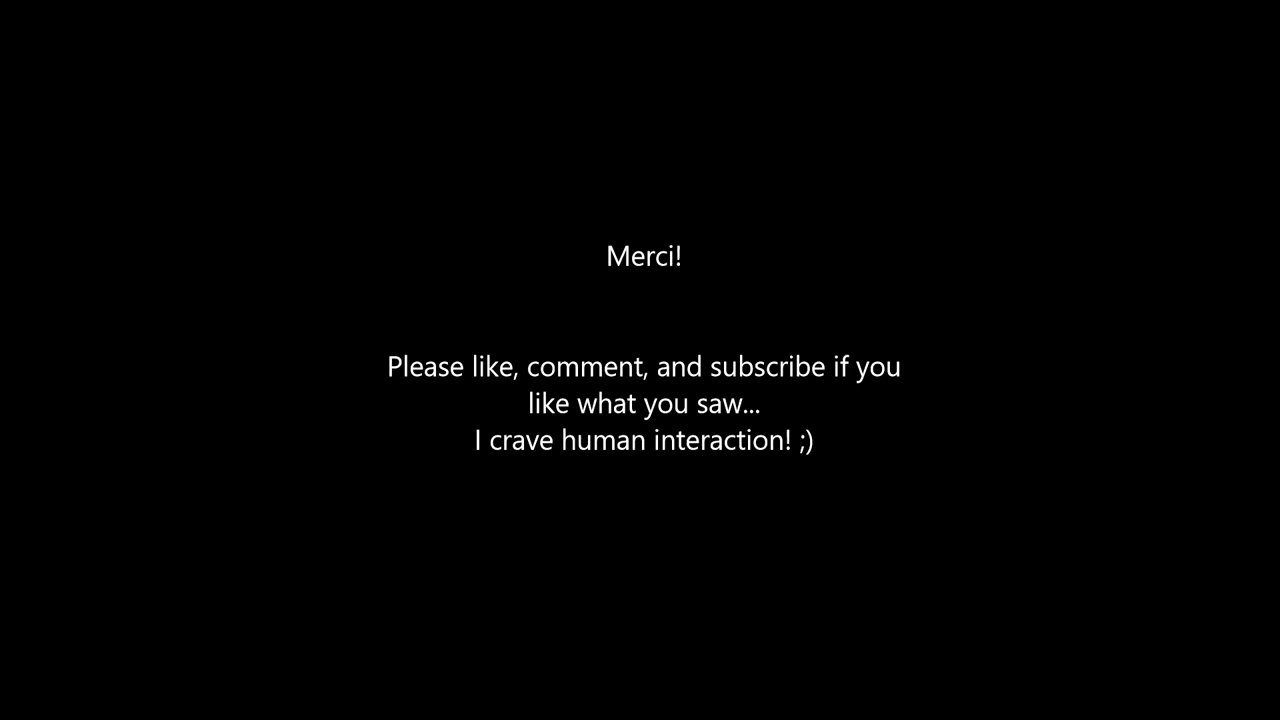 Merci!
Please like, comment, and subscribe if you
like what you saw...
I crave human interaction! ;)